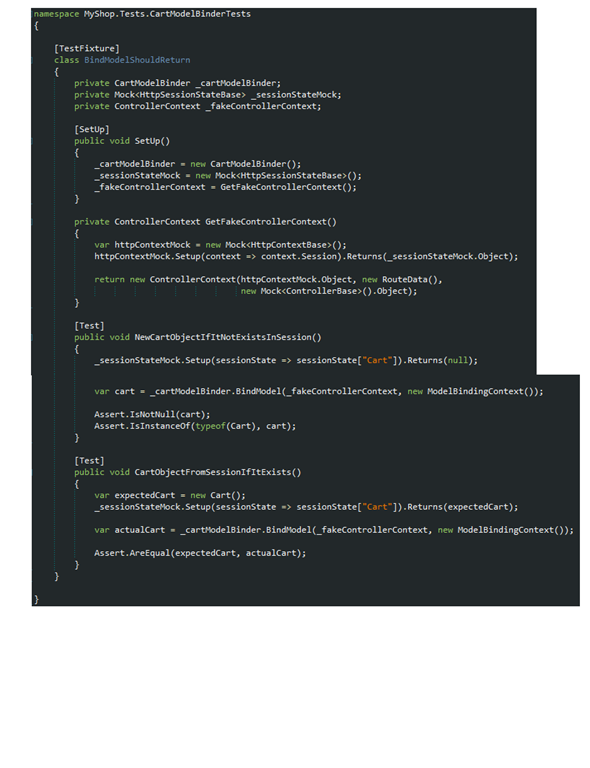 namespace MyShop.Tests.CartModelBinderTests
{
[TestFixture]
class BindModelShouldReturn
{
private CartModelBinder _cartModelBinder;
private Mock<HttpSessionStateBase> _sessionStateMock;
private ControllerContext _fakeControllerContext;
[SetUp]
public void SetUp()
{
_cartModelBinder = new CartModelBinder();
_sessionStateMock = new Mock<HttpSessionStateBase>();
_fakeControllerContext = GetFakeControllerContext();
}
private ControllerContext GetFakeControllerContext()
{
var httpContextMock = new Mock<HttpContextBase>();
httpContextMock.Setup(context => context.Session).Returns(_sessionStateMock.Object);
return new ControllerContext(httpContextMock.Object, new RouteData(),
new Mock<ControllerBase>().Object);
}
[Test]
public void NewCartObjectIfItNotExistsInSession()
{
_sessionStateMock.Setup(sessionState => sessionState["Cart"]).Returns(null);
var cart = _cartModelBinder.BindModel(_fakeControllerContext, new ModelBindingContext());
Assert.IsNotNull(cart);
Assert.IsInstanceOf(typeof(Cart), cart);
}
[Test]
public void CartObjectFromSessionIfItExists()
{
var expectedCart = new Cart();
_sessionStateMock.Setup(sessionState => sessionState["Cart"]).Returns(expectedCart);
var actualCart = _cartModelBinder.BindModel(_fakeControllerContext, new ModelBindingContext());
Assert.AreEqual(expectedCart, actualCart);
}
}
}